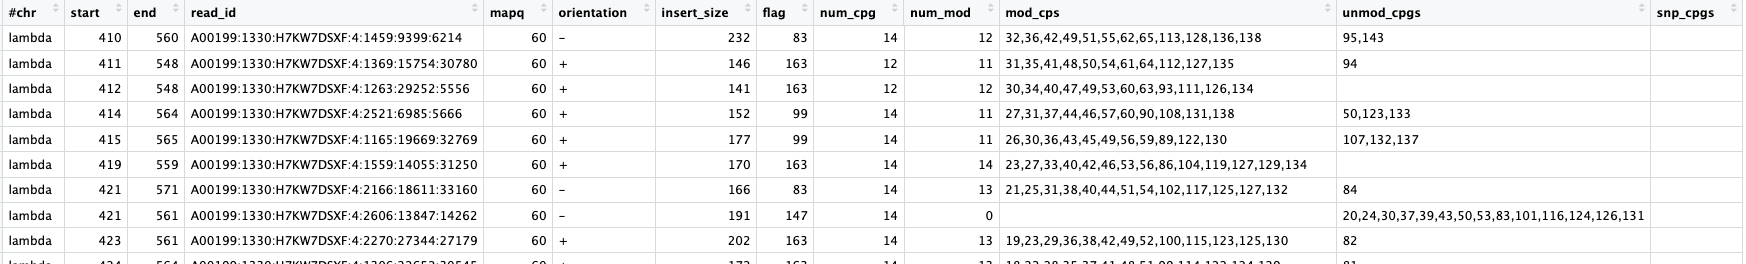 #chr start end read_id mapq orientation insert_size flag num_cpg num_mod mod_cps unmod_cpgs snp_cpgs
lambda 410 560 A00199:1330:H7KW7DSXF:4:1459:9399:6214 60 - 232 83 14 12 32,36,42,49,51,55,62,65,113,128,136,138 95,143
lambda 411 548 A00199:1330:H7KW7DSXF:4:1369:15754:30780 60 + 146 163 12 11 31,35,41,48,50,54,61,64,112,127,135 94
lambda 412 548 A00199:1330:H7KW7DSXF:4:1263:29252:5556 60 + 141 163 12 12 30,34,40,47,49,53,60,63,93,111,126,134
lambda 414 564 A00199:1330:H7KW7DSXF:4:2521:6985:5666 60 + 152 99 14 11 27,31,37,44,46,57,60,90,108,131,138 50,123,133
lambda 415 565 A00199:1330:H7KW7DSXF:4:1165:19669:32769 60 + 177 99 14 11 26,30,36,43,45,49,56,59,89,122,130 107,132,137
lambda 419 559 A00199:1330:H7KW7DSXF:4:1559:14055:31250 60 + 170 163 14 14 23,27,33,40,42,46,53,56,86,104,119,127,129,134
lambda 421 571 A00199:1330:H7KW7DSXF:4:2166:18611:33160 60 - 166 83 14 13 21,25,31,38,40,44,51,54,102,117,125,127,132 84
lambda 421 561 A00199:1330:H7KW7DSXF:4:2606:13847:14262 60 - 191 147 14 0 20,24,30,37,39,43,50,53,83,101,116,124,126,131
lambda 423 561 A00199:1330:H7KW7DSXF:4:2270:27344:27179 60 + 202 163 14 13 19,23,29,36,38,42,49,52,100,115,123,125,130 82